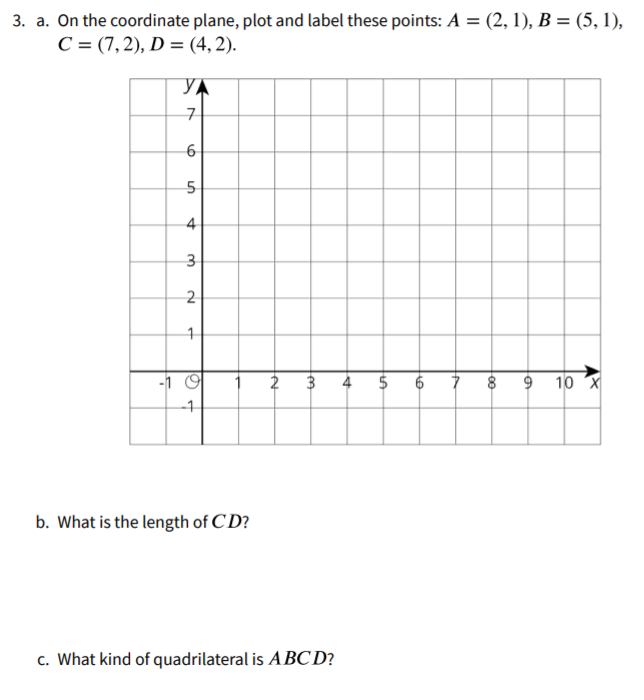 3. a. On the coordinate plane, plot and label these points: A = (2, 1), B = (5, 1),
C = (7, 2), D = (4, 2).
y
7
6
5
4
3
2
1
-1 O 1 2 3 4 5 6 7 8 9 10 x
-1
b. What is the length of CD?
c. What kind of quadrilateral is ABCD?